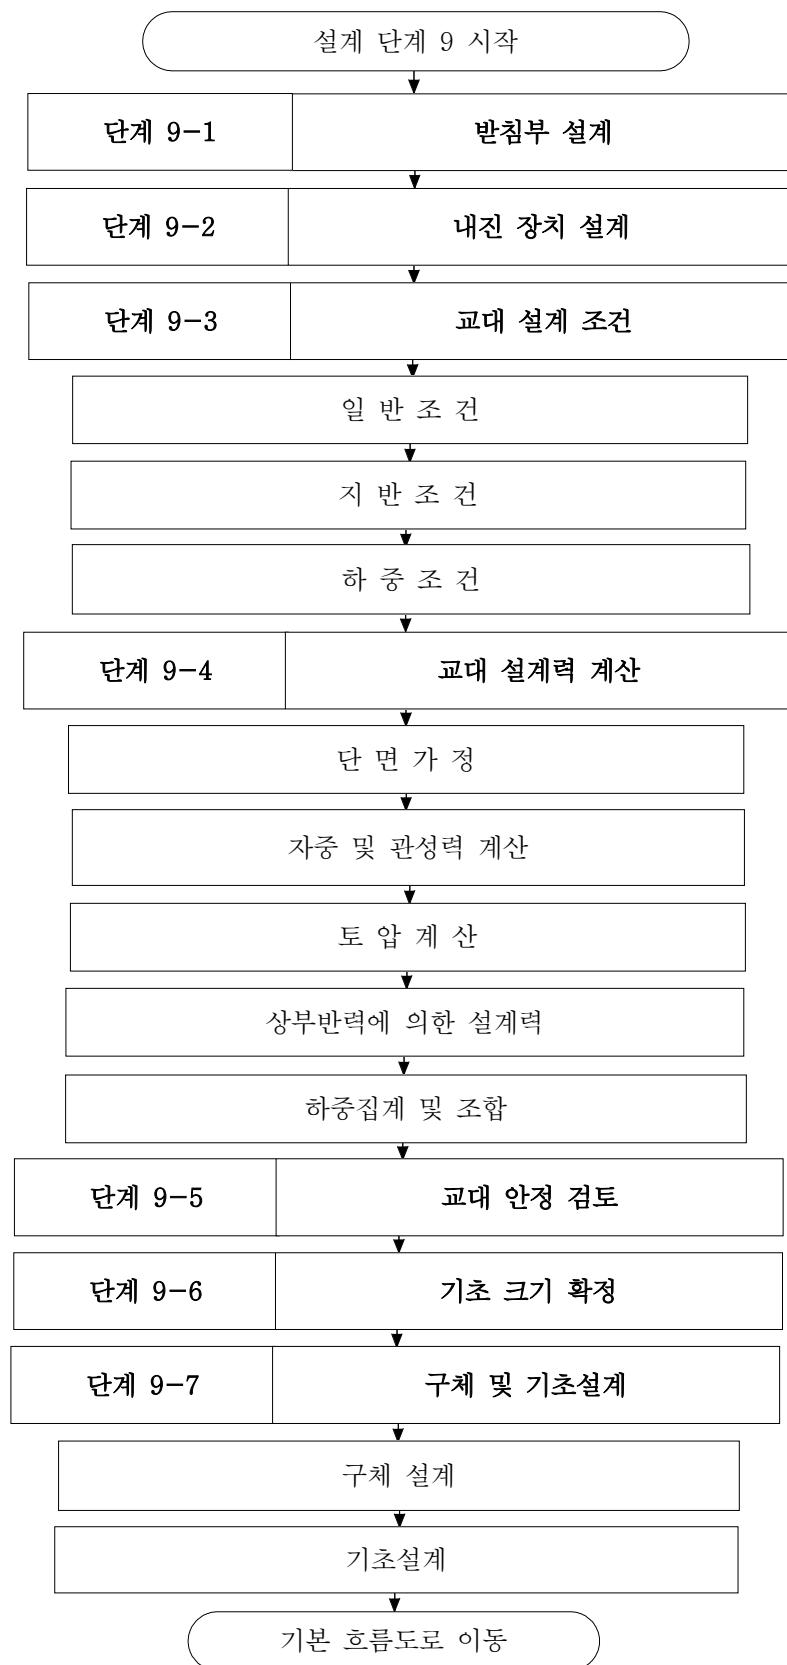 설계 단계 9 시작
단계 9-1 받침부 설계
단계 9-2 내진 장치 설계
단계 9-3 교대 설계 조건
일 반 조 건
지 반 조 건
하 중 조 건
단계 9-4 교대 설계력 계산
단 면 가 정
자중 및 관성력 계산
토 압 계 산
상부반력에 의한 설계력
하중집계 및 조합
단계 9-5 교대 안정 검토
단계 9-6 기초 크기 확정
단계 9-7 구체 및 기초설계
구체 설계
기초설계
기본 흐름도로 이동